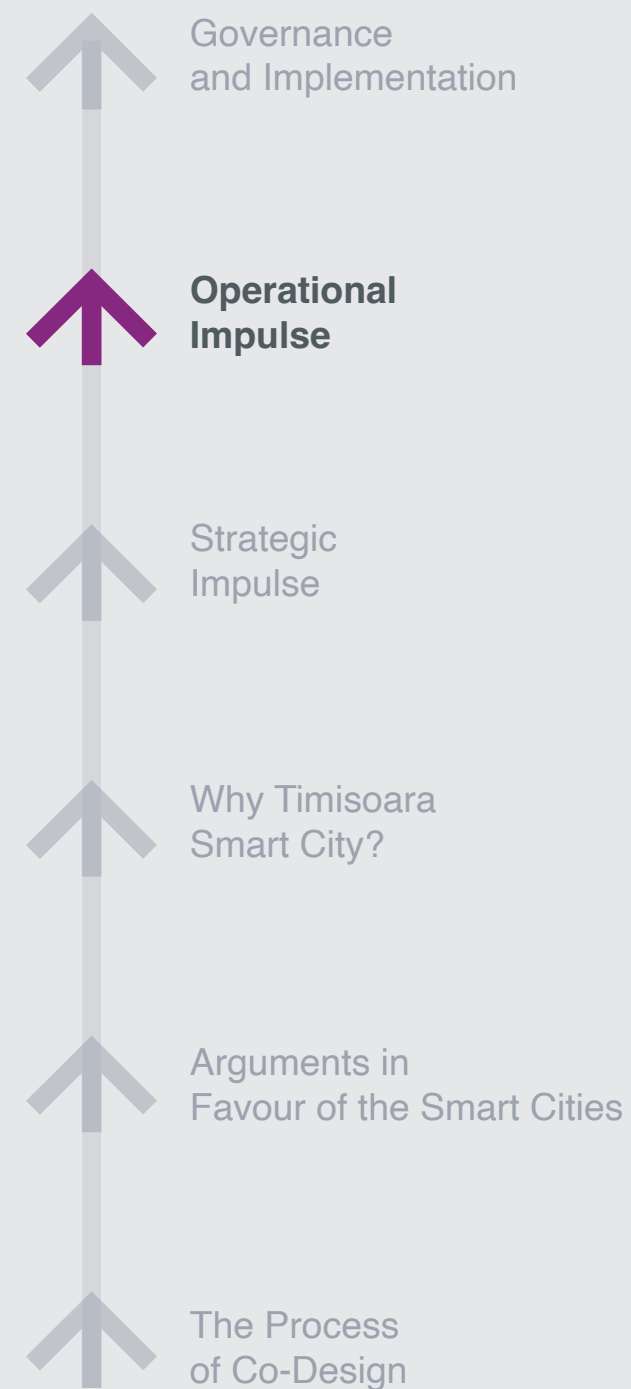 Governance
and Implementation
Operational
Impulse
Strategic
Impulse
Why Timisoara
Smart City?
Arguments in
Favour of the Smart Cities
The Process
of Co-Design